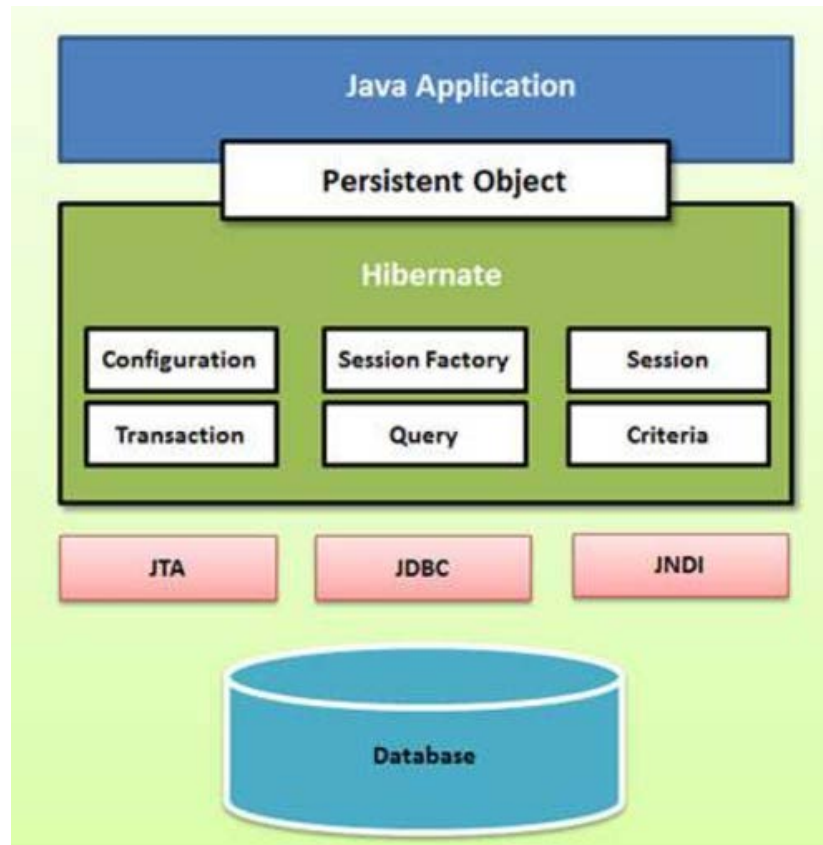 Java Application
Persistent Object
Hibernate
Configuration
Session Factory
Session
Transaction
Query
Criteria
JTA
JDBC
JNDI
Database